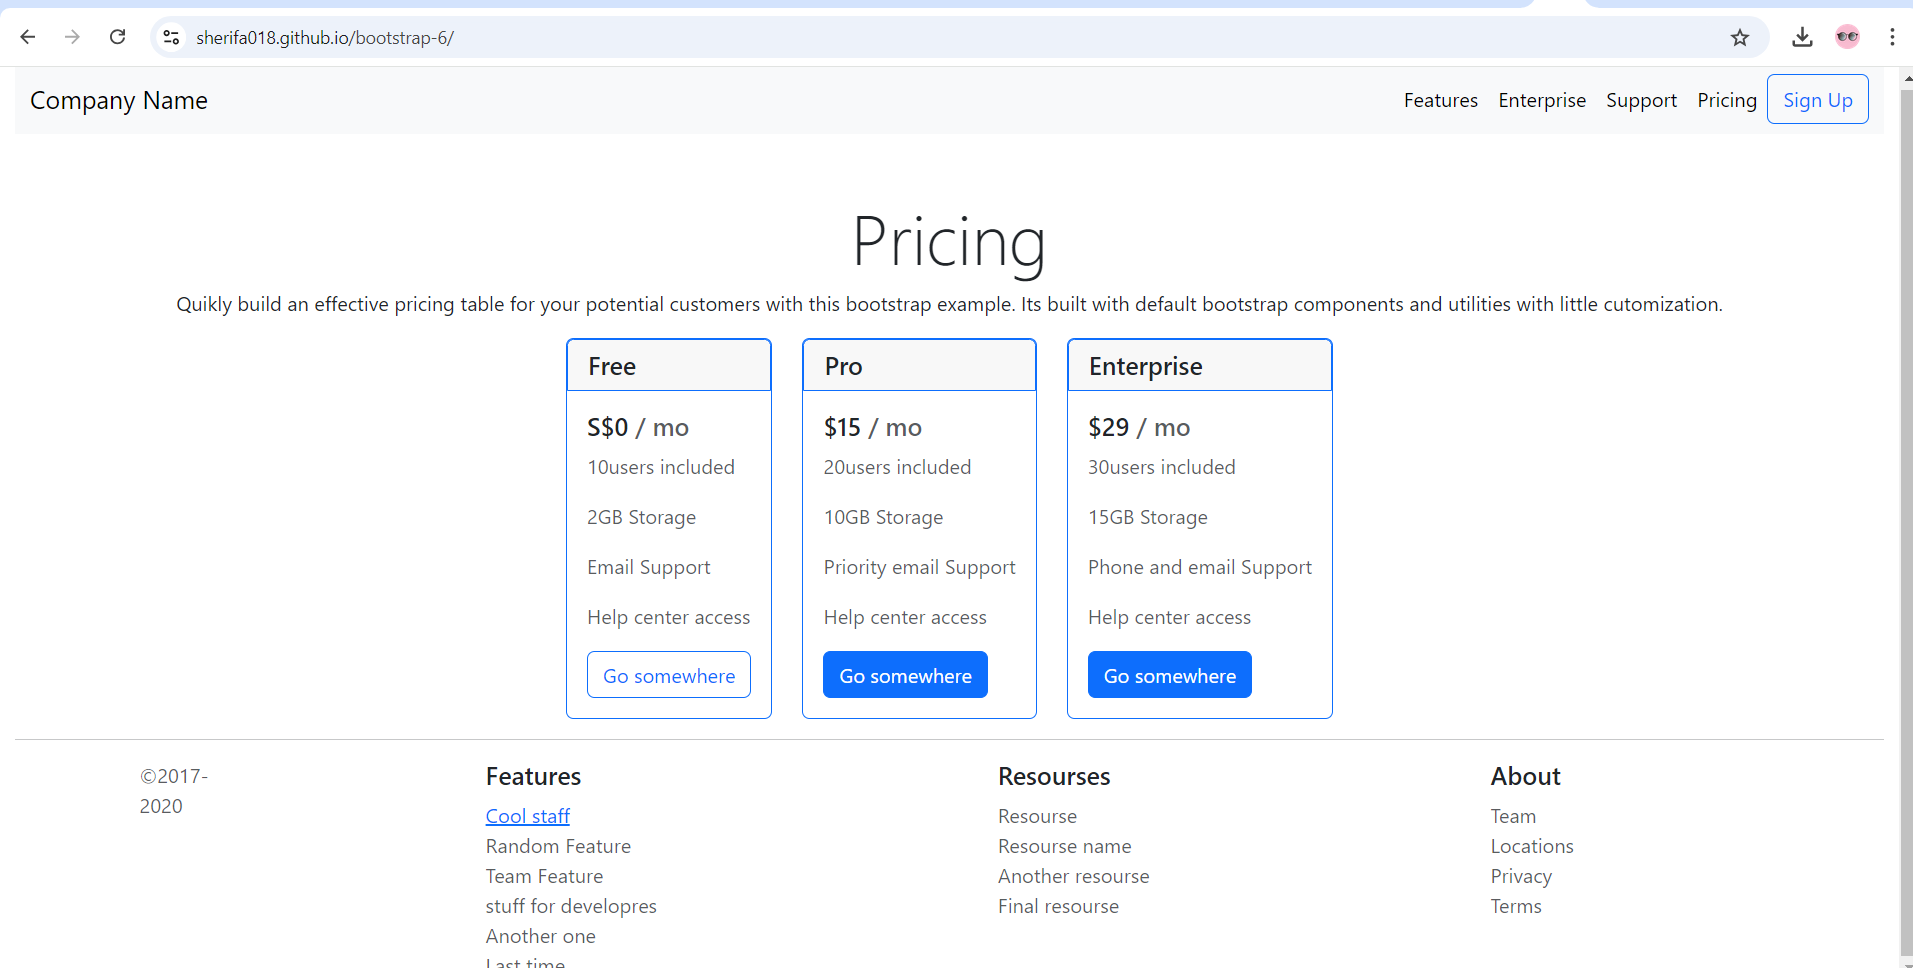 sherifa018.github.io/bootstrap-6/
Company Name
Features Enterprise Support Pricing Sign Up
Pricing
Quikly build an effective pricing table for your potential customers with this bootstrap example. Its built with default bootstrap components and utilities with little cutomization.
Free
S$0 / mo
10users included
2GB Storage
Email Support
Help center access
Go somewhere
Pro
$15 / mo
20users included
10GB Storage
Priority email Support
Help center access
Go somewhere
Enterprise
$29 / mo
30users included
15GB Storage
Phone and email Support
Help center access
Go somewhere
©2017-
2020
Features
Cool staff
Random Feature
Team Feature
stuff for developres
Another one
Last time
Resourses
Resourse
Resourse name
Another resourse
Final resourse
About
Team
Locations
Privacy
Terms